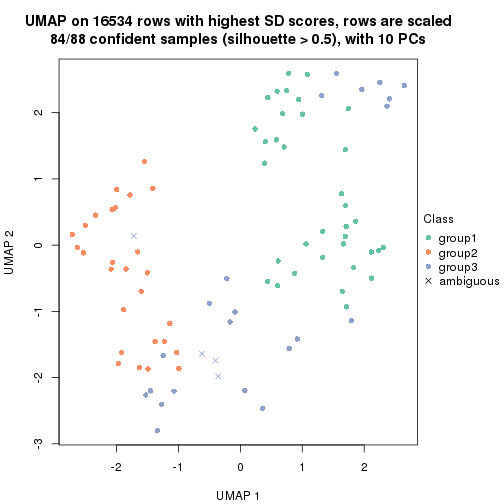 UMAP on 16534 rows with highest SD scores, rows are scaled
84/88 confident samples (silhouette > 0.5), with 10 PCs
UMAP 2
2
1
0
-1
-2
-3
-2
-1
0
1
2
UMAP 1
Class
group1
group2
group3
ambiguous